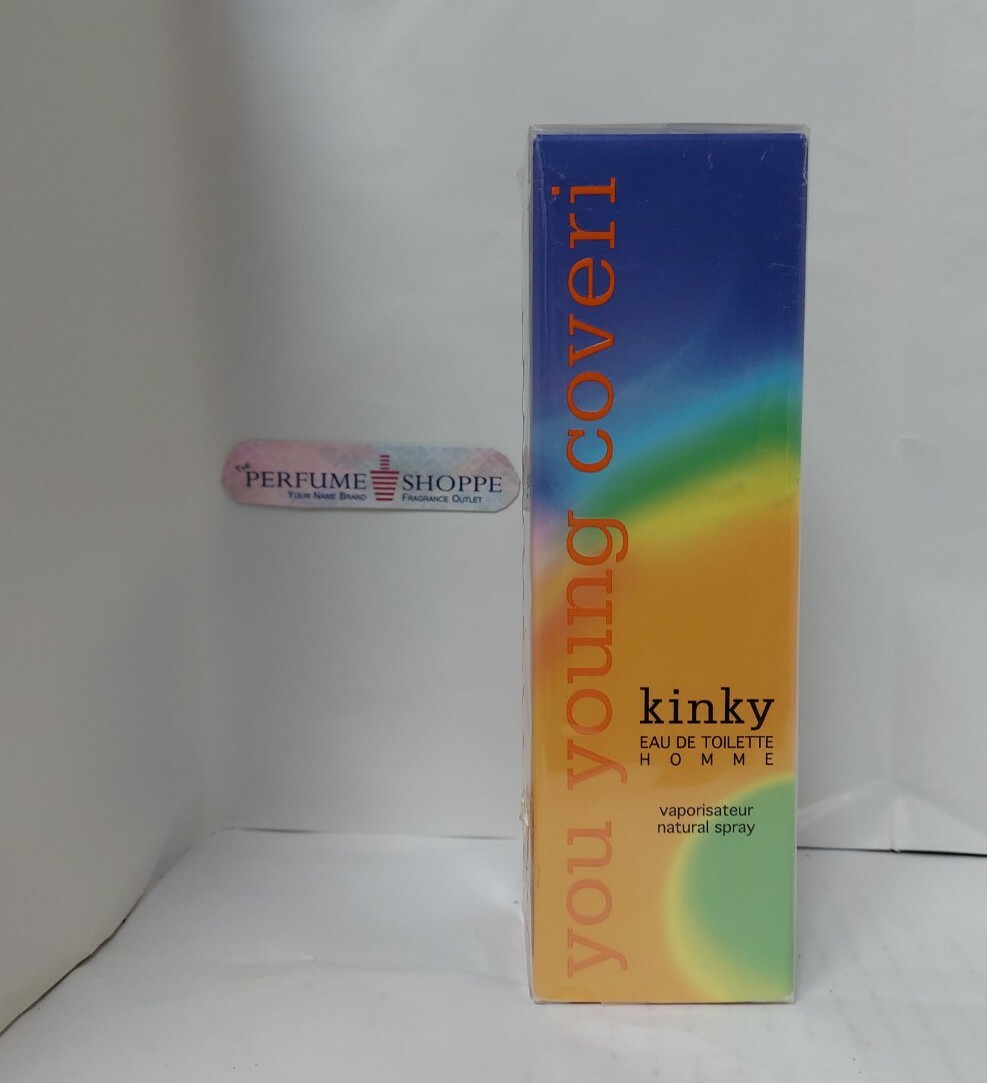 THE
PERFUME SHOPPE
YOUR NAME BRAND FRAGRANCE OUTLET
you young coveri
kinky
EAU DE TOILETTE
HOMME
vaporisateur
natural spray